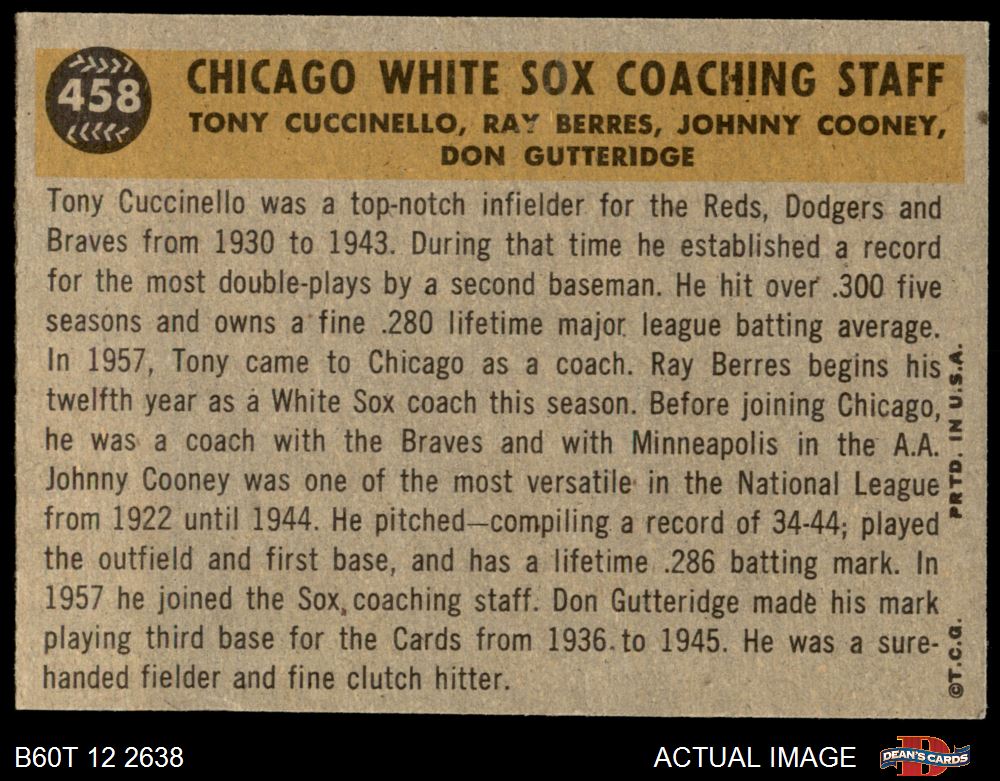 458
CHICAGO WHITE SOX COACHING STAFF
TONY CUCCINELLO, RAY BERRES, JOHNNY COONEY,
DON GUTTERIDGE
Tony Cuccinello was a top-notch infielder for the Reds, Dodgers and
Braves from 1930 to 1943. During that time he established a record
for the most double-plays by a second baseman. He hit over .300 five
seasons and owns a fine .280 lifetime major league batting average.
In 1957, Tony came to Chicago as a coach. Ray Berres begins his
twelfth year as a White Sox coach this season. Before joining Chicago,
he was a coach with the Braves and with Minneapolis in the A.A.
Johnny Cooney was one of the most versatile in the National League
from 1922 until 1944. He pitched—compiling a record of 34-44; played
the outfield and first base, and has a lifetime .286 batting mark. In
1957 he joined the Sox coaching staff. Don Gutteridge made his mark
playing third base for the Cards from 1936 to 1945. He was a sure-
handed fielder and fine clutch hitter.
©T.C.G. PRTD. IN U.S.A.
B60T 12 2638
ACTUAL IMAGE
DEAN'S CARDS